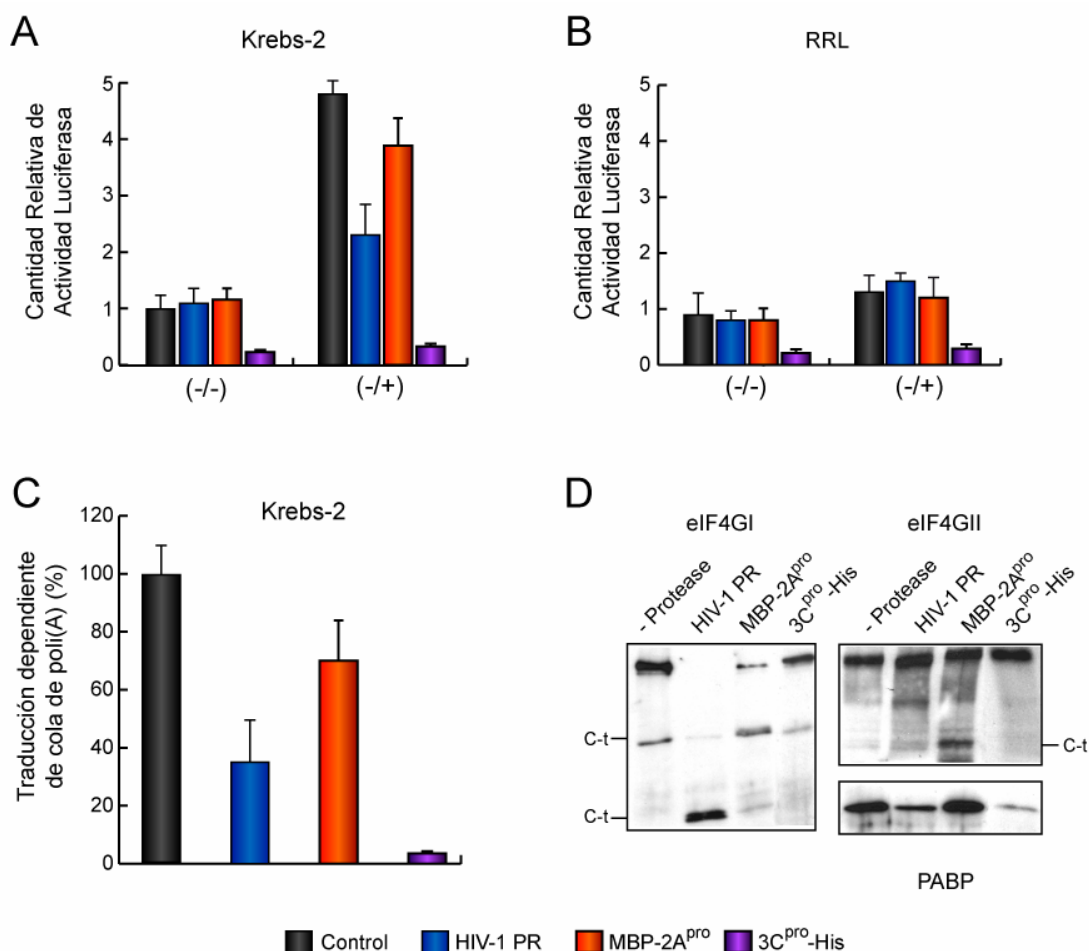 A
Krebs-2
Cantidad Relativa de
Actividad Luciferasa
5
4
3
2
1
0
(-/-)
(-/+)
B
RRL
Cantidad Relativa de
Actividad Luciferasa
5
4
3
2
1
0
(-/-)
(-/+)
C
Krebs-2
Traducción dependiente
de cola de poli(A) (%)
120
100
80
60
40
20
0
D
eIF4GI
- Protease
HIV-1 PR
MBP-2Apro
3Cpro-His
C-t
C-t
eIF4GII
- Protease
HIV-1 PR
MBP-2Apro
3Cpro-His
C-t
PABP
Control
HIV-1 PR
MBP-2Apro
3Cpro-His